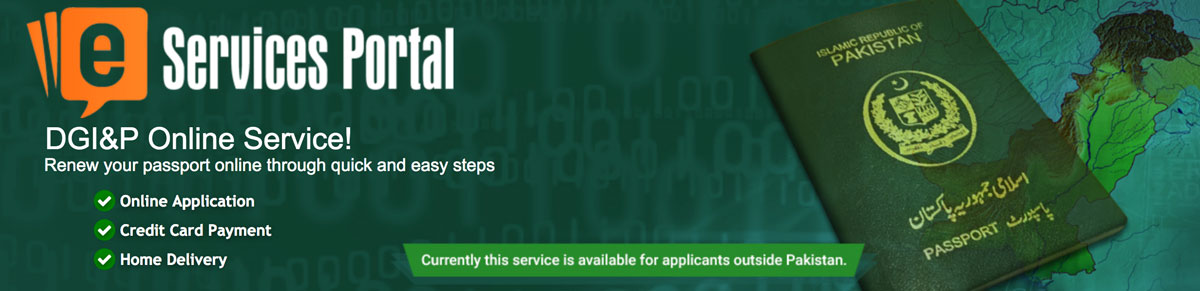 e Services Portal
DGI&P Online Service!
Renew your passport online through quick and easy steps
Online Application
Credit Card Payment
Home Delivery
Currently this service is available for applicants outside Pakistan.
ISLAMIC REPUBLIC OF
PAKISTAN
اسلامی جمہوریہ پاکستان
PASSPORT پاسپورٹ